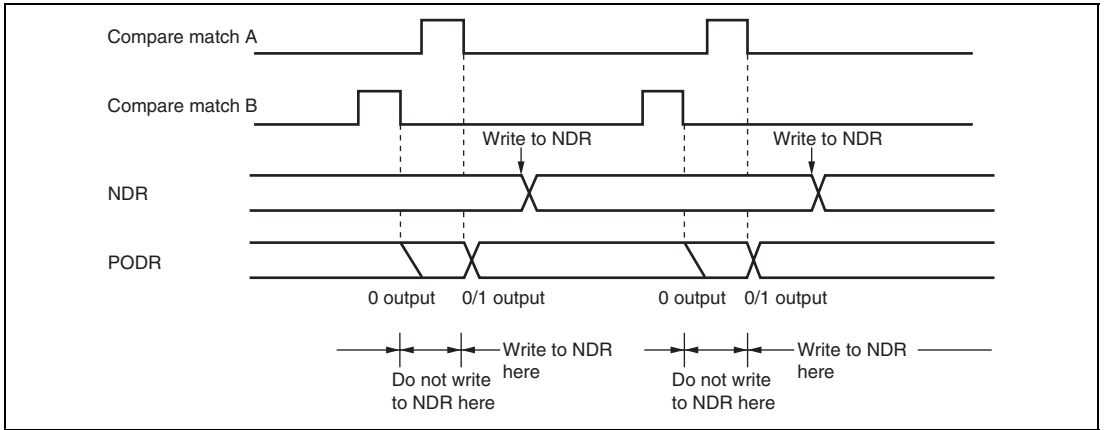 Compare match A
Compare match B
Write to NDR Write to NDR
NDR
PODR
0 output 0/1 output 0 output 0/1 output
Write to NDR here Write to NDR here
Do not write to NDR here Do not write to NDR here